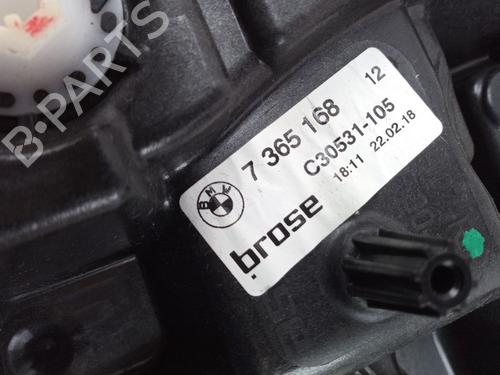 B-PARTS
7 365 168 12
C30531-105
18:11 22.02.18
BMW
brose